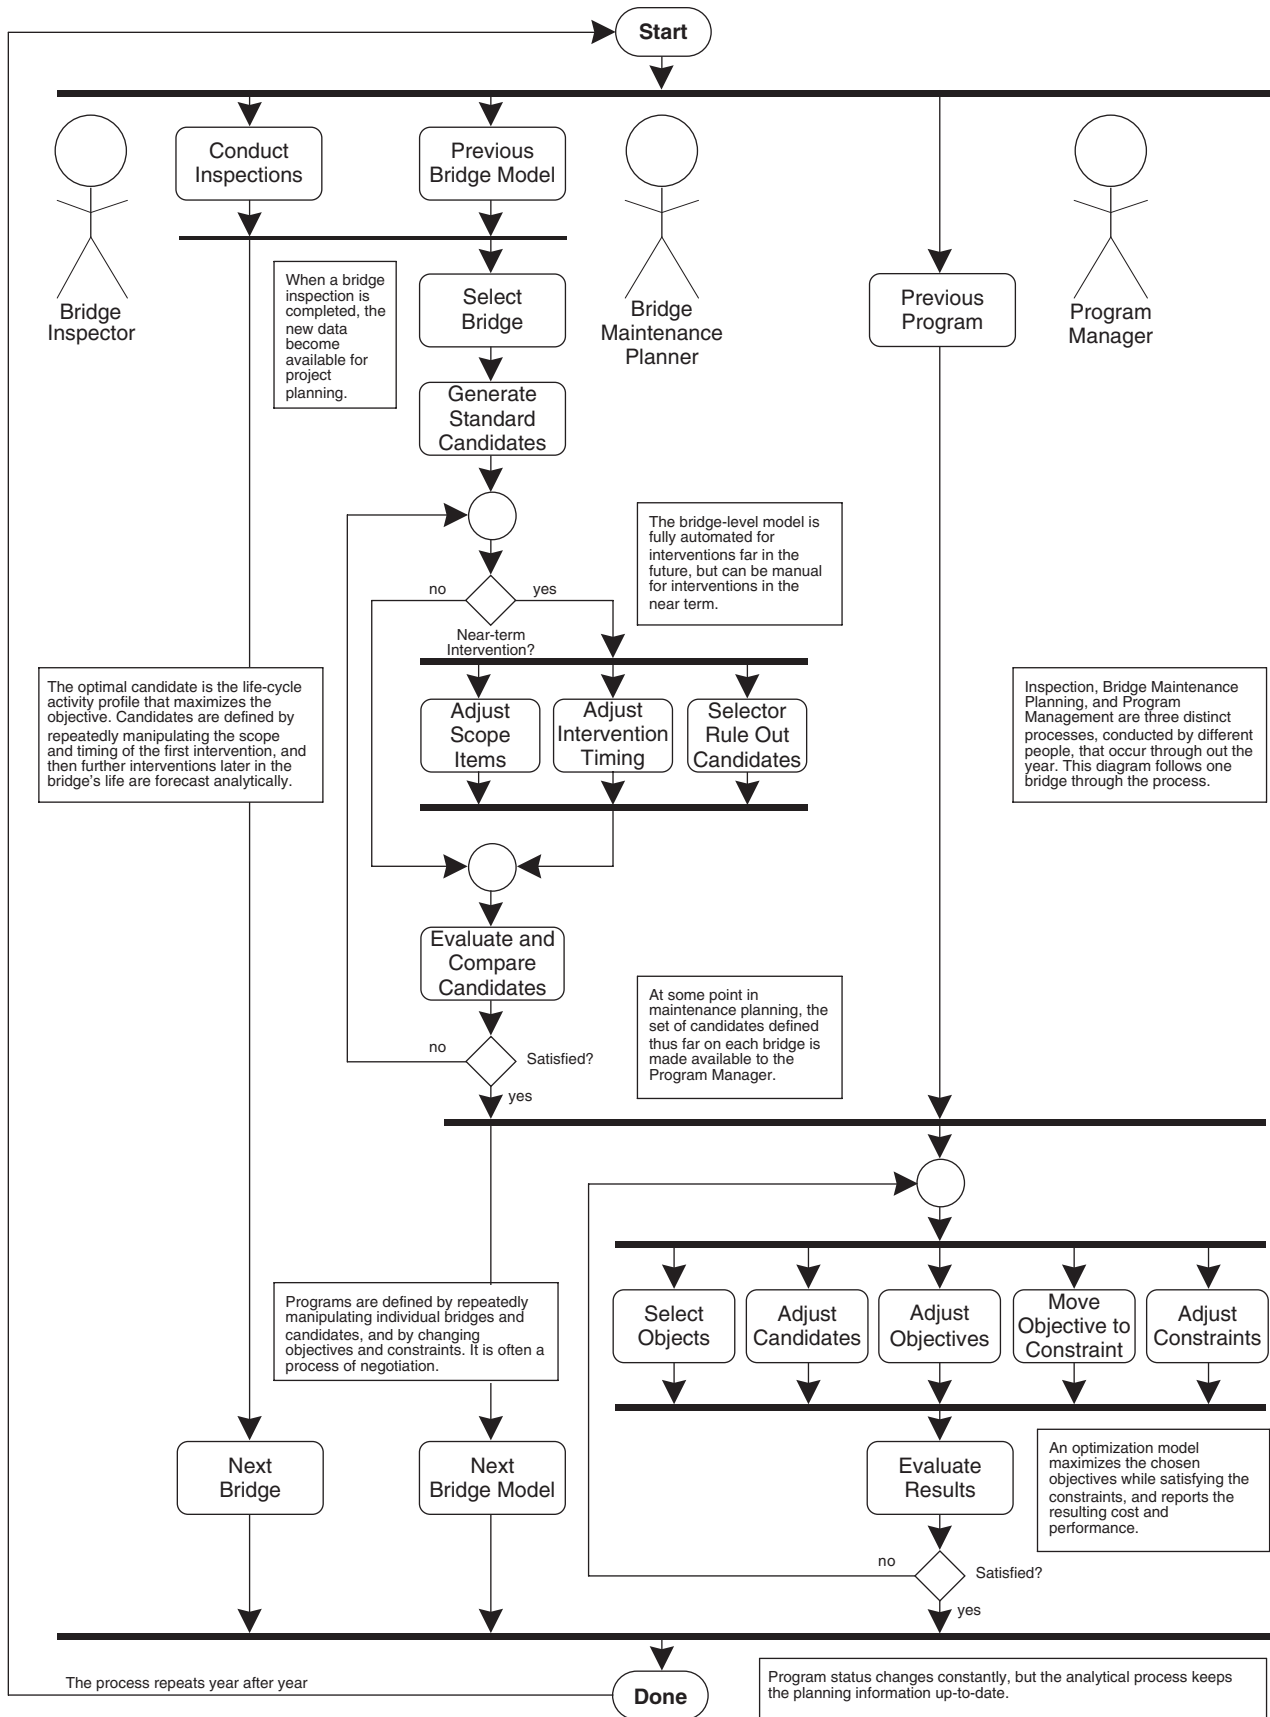 Start
Conduct
Inspections
Previous
Bridge Model
Bridge
Inspector
When a bridge
inspection is
completed, the
new data
become
available for
project
planning.
Select
Bridge
Bridge
Maintenance
Planner
Previous
Program
Program
Manager
Generate
Standard
Candidates
The bridge-level model is
fully automated for
interventions far in the
future, but can be manual
for interventions in the
near term.
no
yes
Near-term
Intervention?
The optimal candidate is the life-cycle
activity profile that maximizes the
objective. Candidates are defined by
repeatedly manipulating the scope
and timing of the first intervention, and
then further interventions later in the
bridge's life are forecast analytically.
Adjust
Scope
Items
Adjust
Intervention
Timing
Selector
Rule Out
Candidates
Inspection, Bridge Maintenance
Planning, and Program
Management are three distinct
processes, conducted by different
people, that occur through out the
year. This diagram follows one
bridge through the process.
Evaluate and
Compare
Candidates
At some point in
maintenance planning, the
set of candidates defined
thus far on each bridge is
made available to the
Program Manager.
no
Satisfied?
yes
Programs are defined by repeatedly
manipulating individual bridges and
candidates, and by changing
objectives and constraints. It is often a
process of negotiation.
Select
Objects
Adjust
Candidates
Adjust
Objectives
Move
Objective to
Constraint
Adjust
Constraints
Next
Bridge
Next
Bridge Model
Evaluate
Results
An optimization model
maximizes the chosen
objectives while satisfying the
constraints, and reports the
resulting cost and
performance.
no
Satisfied?
yes
The process repeats year after year
Done
Program status changes constantly, but the analytical process keeps
the planning information up-to-date.